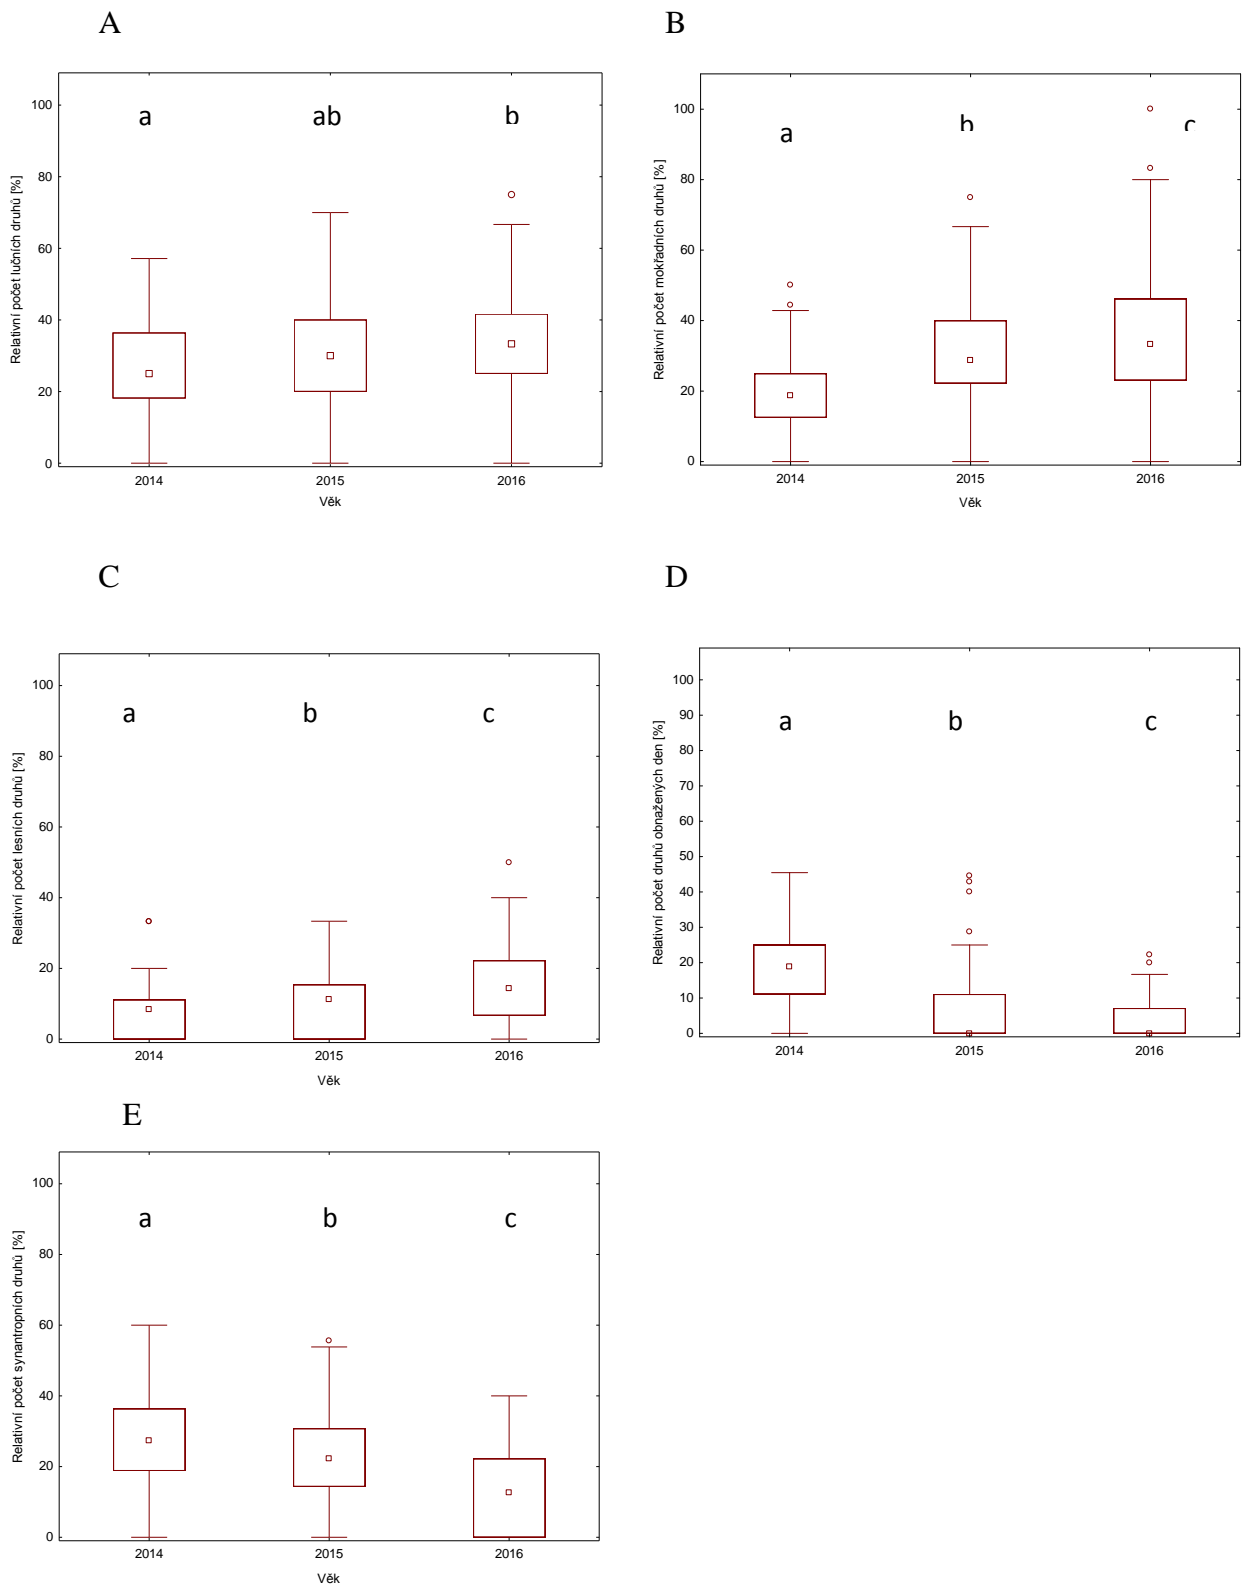 A
Relativní počet lučních druhů [%]
100
80
60
40
20
0
a
ab
b
2014
2015
2016
Věk
B
Relativní počet mokřadních druhů [%]
100
80
60
40
20
0
a
b
c
2014
2015
2016
Věk
C
Relativní počet lesních druhů [%]
100
80
60
40
20
0
a
b
c
2014
2015
2016
Věk
D
Relativní počet druhů obnažených den [%]
100
90
80
70
60
50
40
30
20
10
0
a
b
c
2014
2015
2016
E
Relativní počet synantropních druhů [%]
100
80
60
40
20
0
a
b
c
2014
2015
2016
Věk